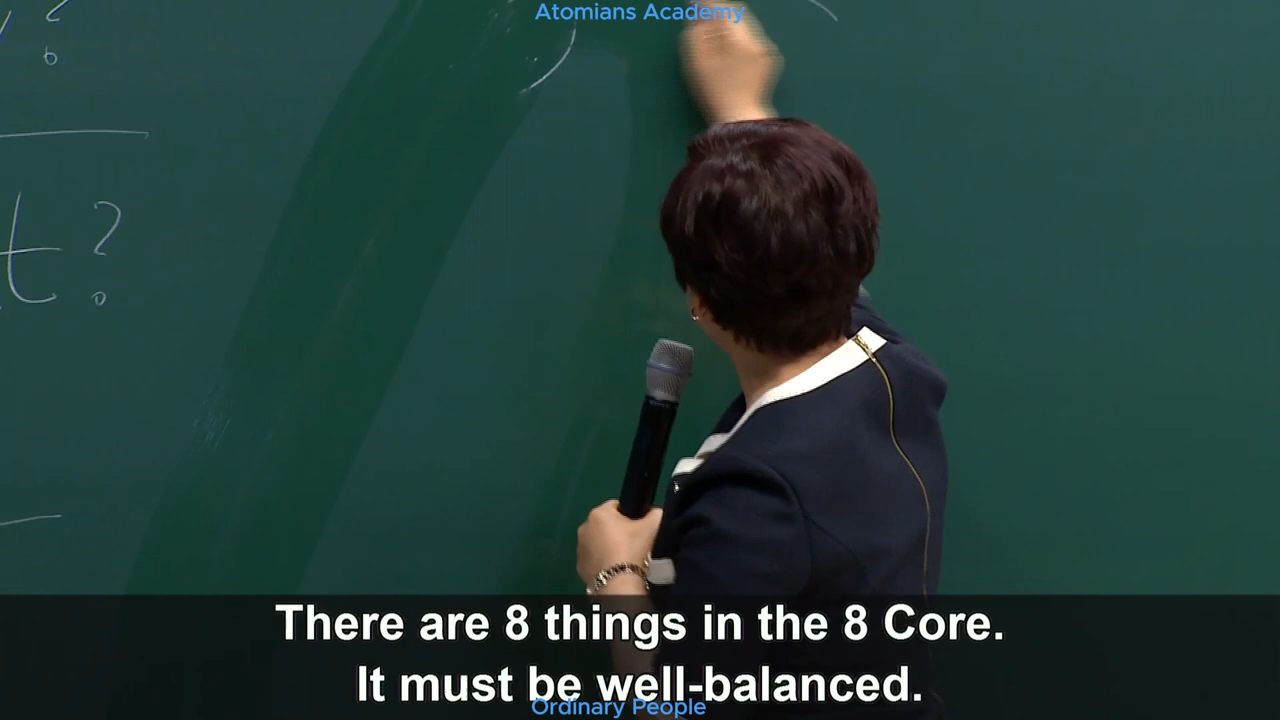 Atomians Academy
?
t?
There are 8 things in the 8 Core.
It must be well-balanced.
Ordinary People